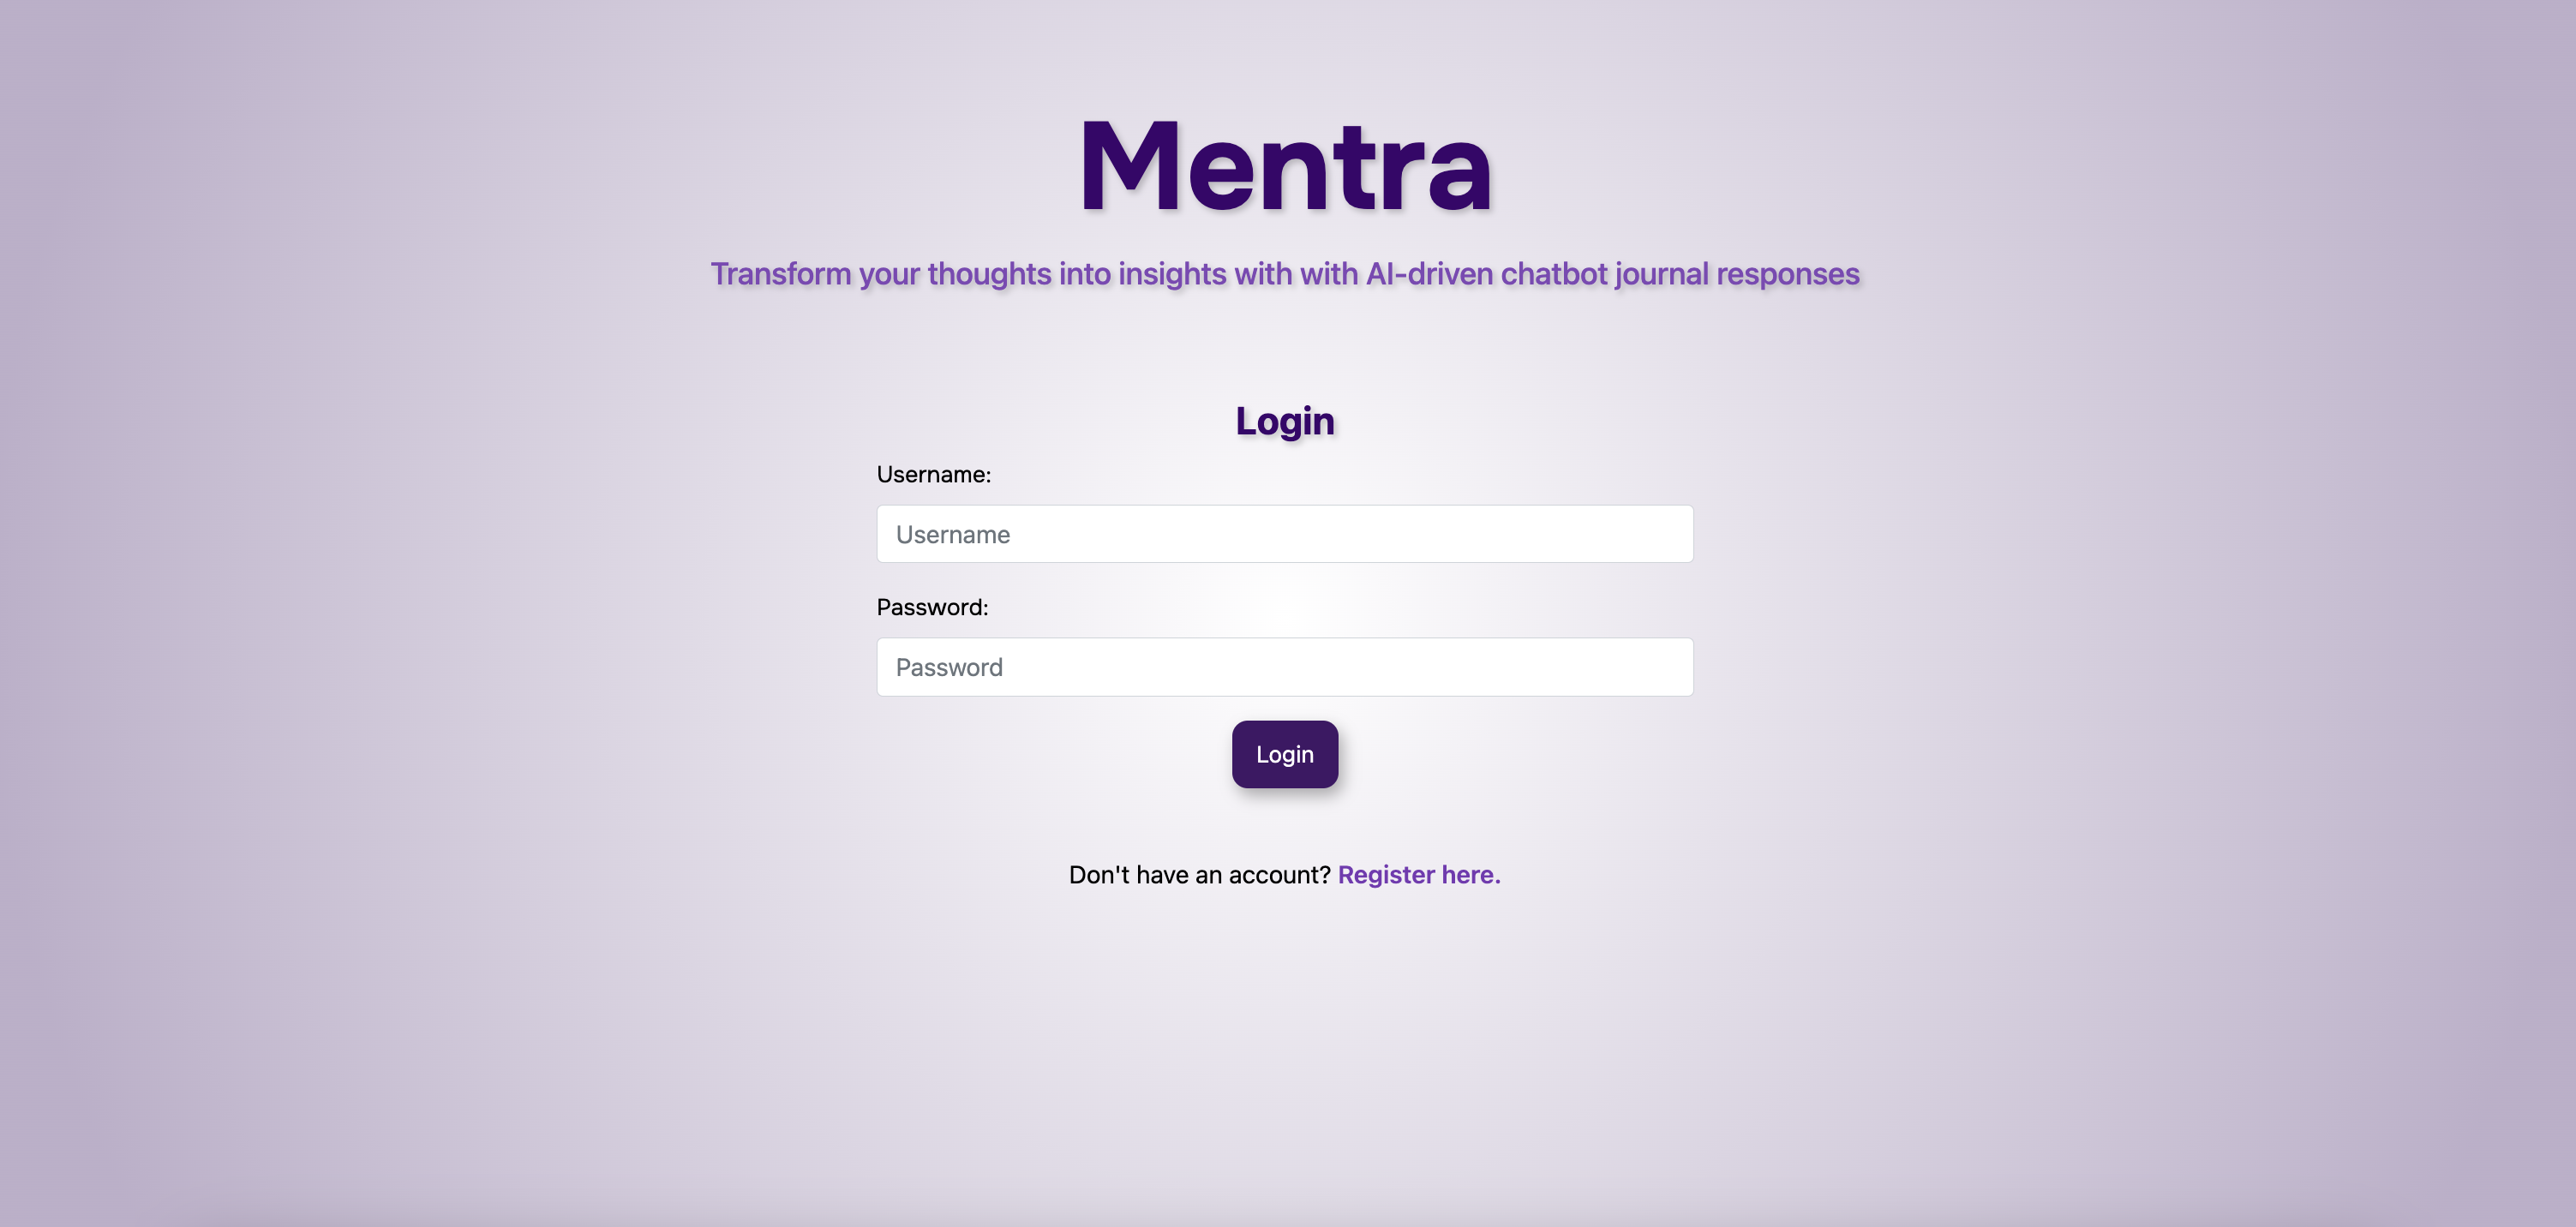 Mentra
Transform your thoughts into insights with with AI-driven chatbot journal responses
Login
Username:
Username
Password:
Password
Login
Don't have an account? Register here.